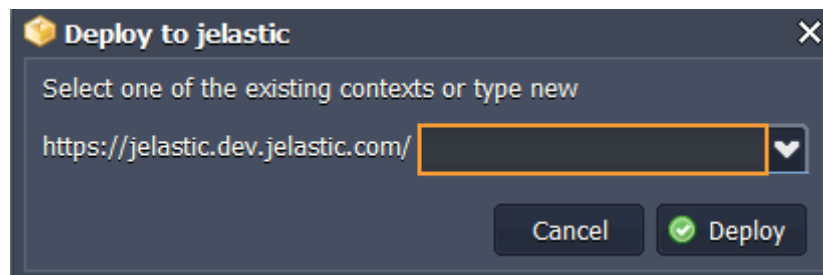 Deploy to jelastic
Select one of the existing contexts or type new
https://jelastic.dev.jelastic.com/
Cancel Deploy